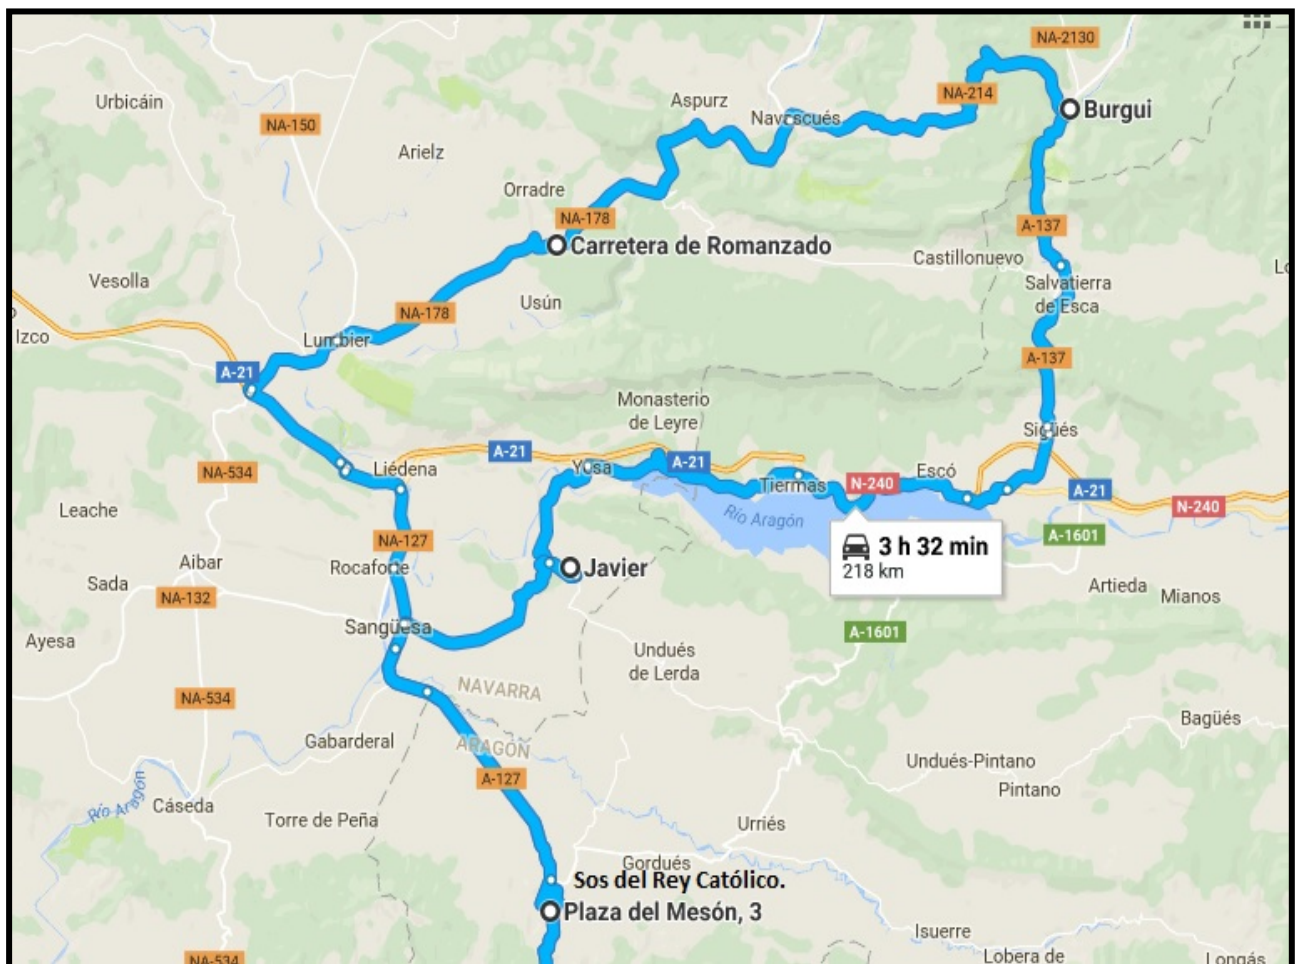 NA-2130
Urbicáin
NA-150
Aspurz
Navascués
NA-214
Burgui
Arielz
Orradre
NA-178
Carretera de Romanzado
A-137
Castillonuevo
Vesolla
Usún
Salvatierra
de Esca
NA-178
Izco
Lumbier
A-137
A-21
Monasterio
de Leyre
Sigüés
NA-534
Liédena
A-21
Yesa
A-21
Tiermas
N-240
Escó
A-21
N-240
Leache
Río Aragón
NA-127
3 h 32 min
218 km
A-1601
Aibar
Rocaforte
Javier
Sada
NA-132
Artieda
Mianos
Ayesa
Sangüesa
A-1601
Undués
de Lerda
NA-534
NAVARRA
Bagüés
Gabarderal
ARAGÓN
A-127
Undués-Pintano
Pintano
Río Aragón
Cáseda
Torre de Peña
Urriés
Gordués
Sos del Rey Católico.
Plaza del Mesón, 3
Isuerre
NA-534
Lobera de
Longás